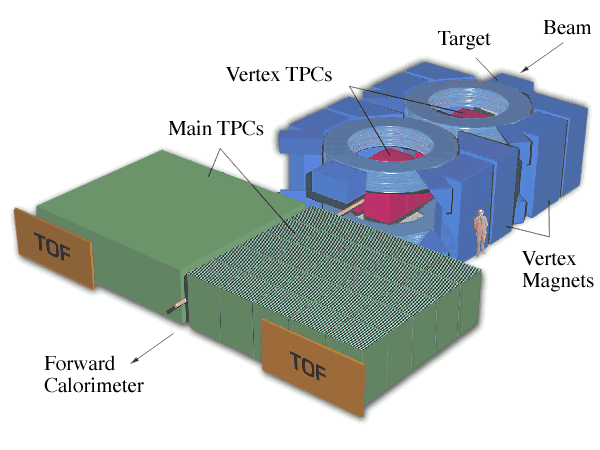 Beam
Target
Vertex TPCs
Main TPCs
TOF
Vertex
Magnets
TOF
Forward
Calorimeter